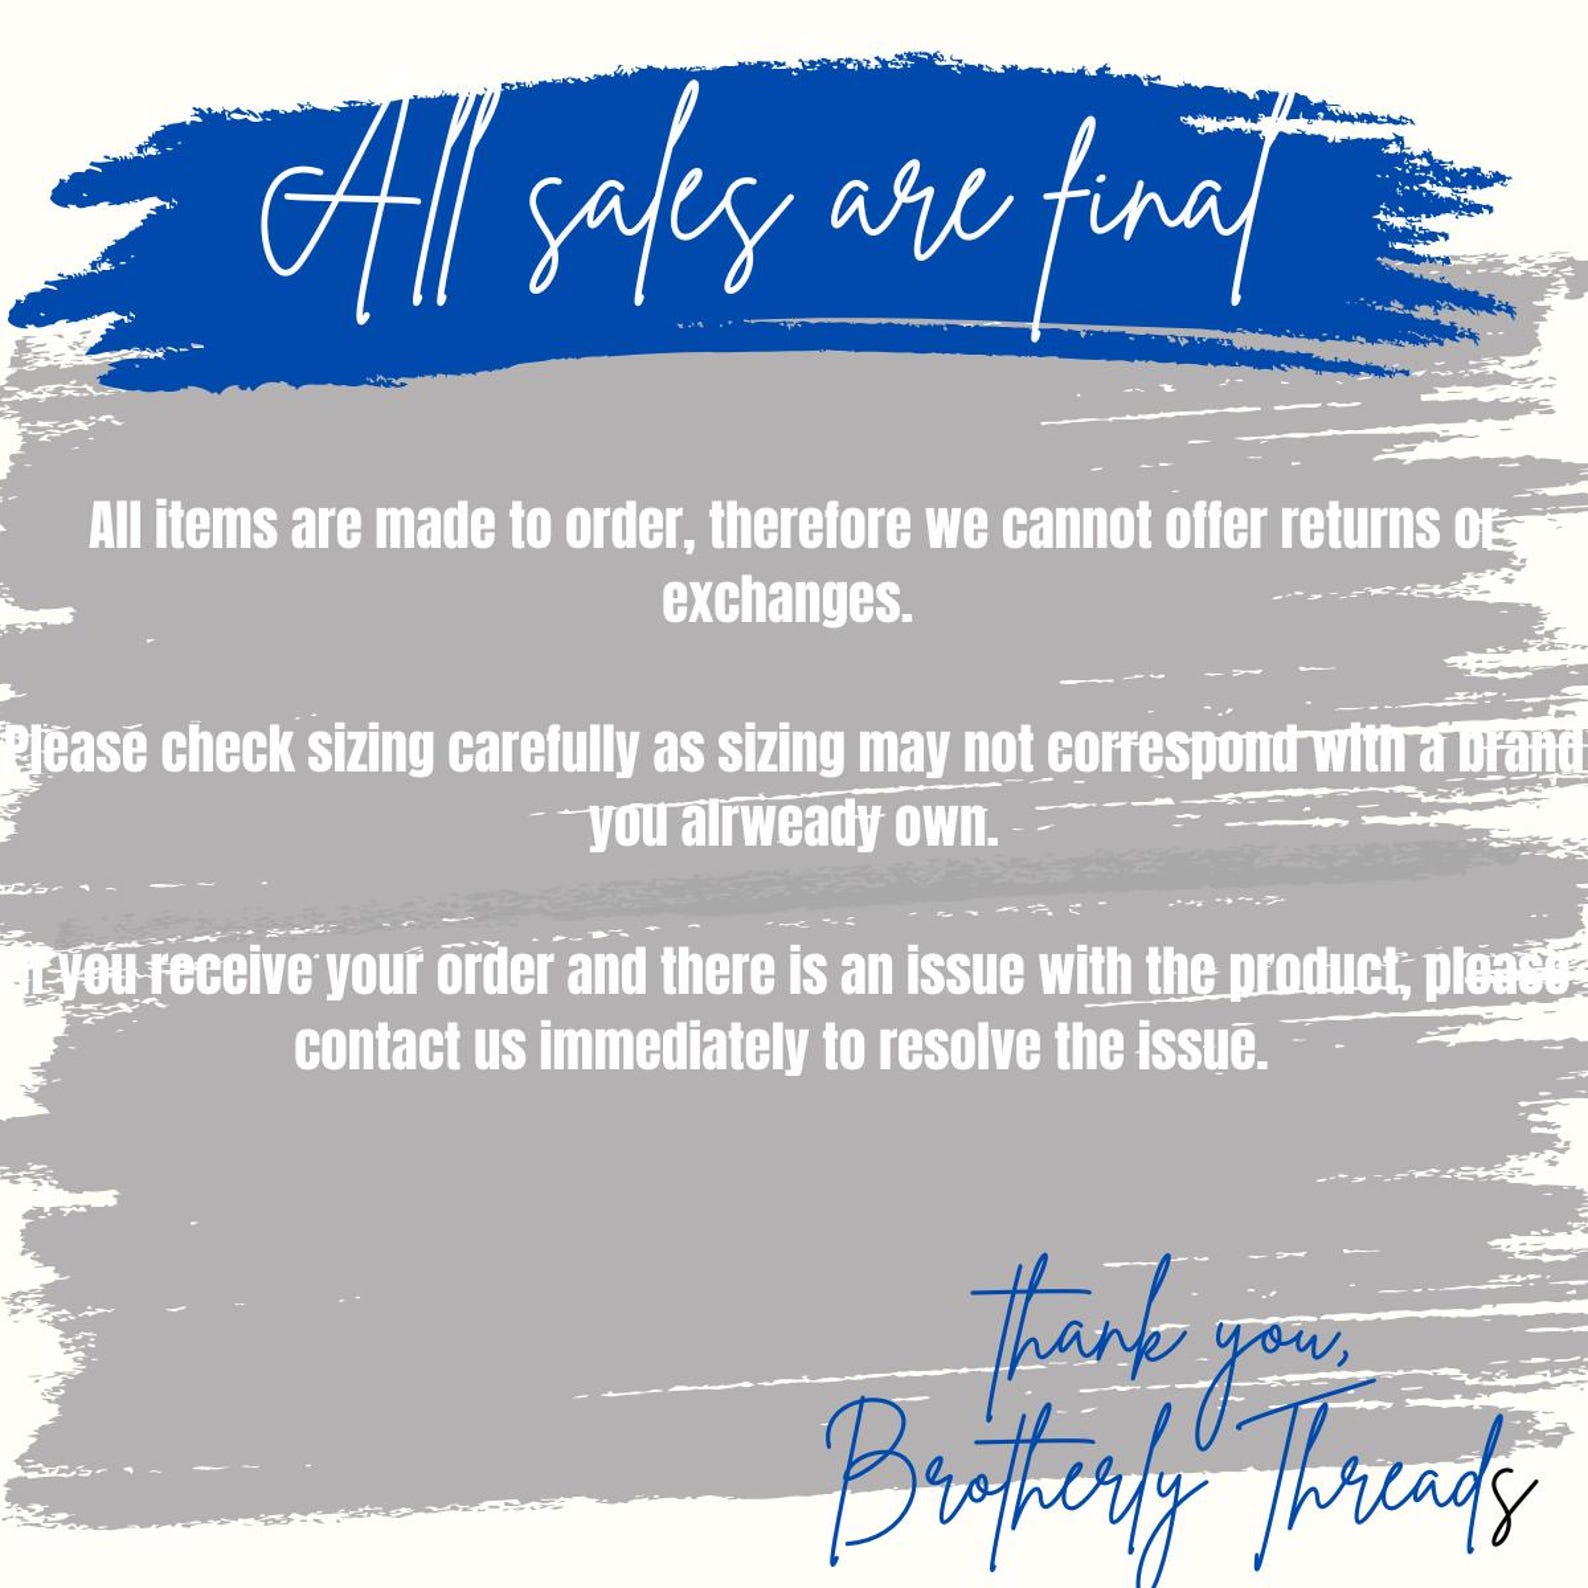 All sales are final
All items are made to order, therefore we cannot offer returns or
exchanges.
Please check sizing carefully as sizing may not correspond with a brand
you alrweady own.
If you receive your order and there is an issue with the product, please
contact us immediately to resolve the issue.
thank you,
Brotherly Threads